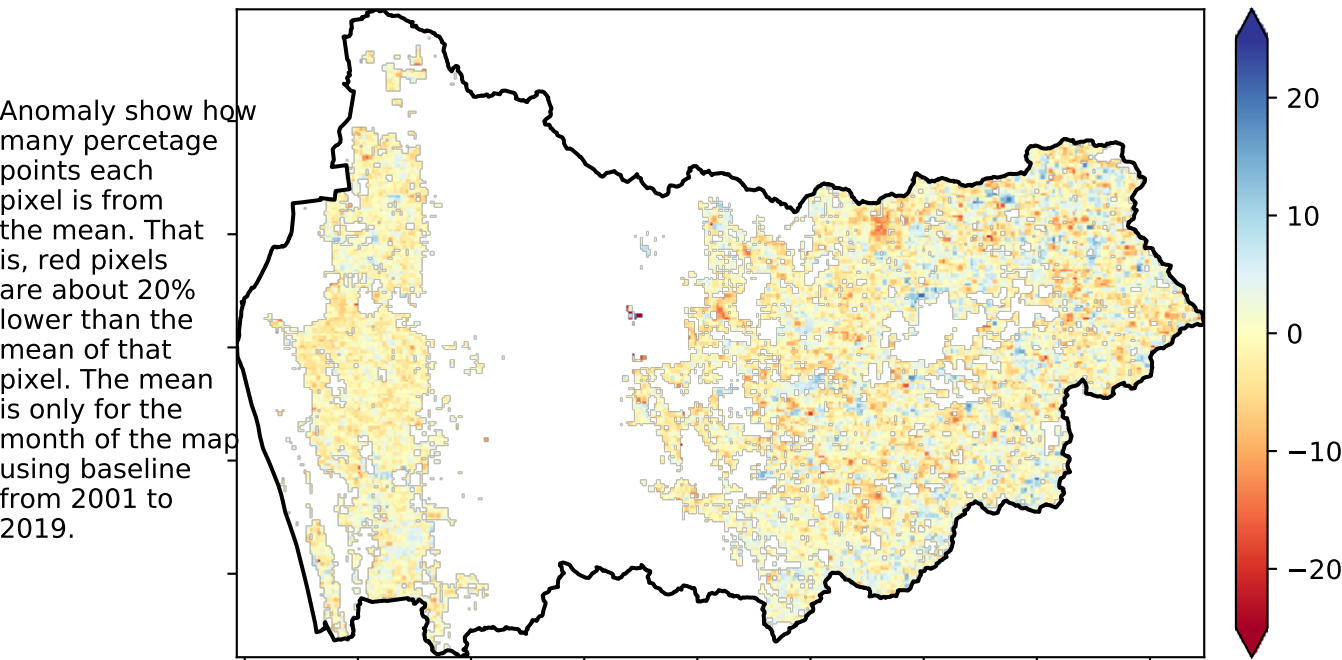 Anomaly show how
many percetage
points each
pixel is from
the mean. That
is, red pixels
are about 20%
lower than the
mean of that
pixel. The mean
is only for the
month of the map
using baseline
from 2001 to
2019.
20
10
0
−10
−20